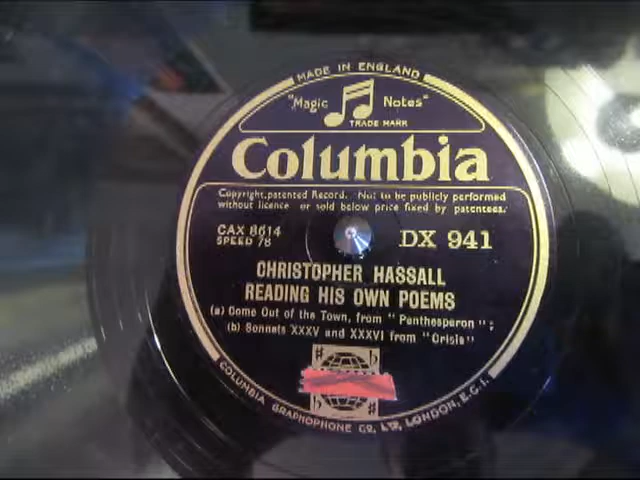 MADE IN ENGLAND
"Magic Notes"
TRADE MARK
Columbia
Copyright, patented Record. Not to be publicly performed
without licence or sold below price fixed by patentees.
CAX 8614
SPEED 78
DX 941
CHRISTOPHER HASSALL
READING HIS OWN POEMS
(a) Come Out of the Town, from "Penthesperon";
(b) Sonnets XXXV and XXXVI from "Crisis"
COLUMBIA GRAPHOPHONE CO. LTD. LONDON, E.C.1.